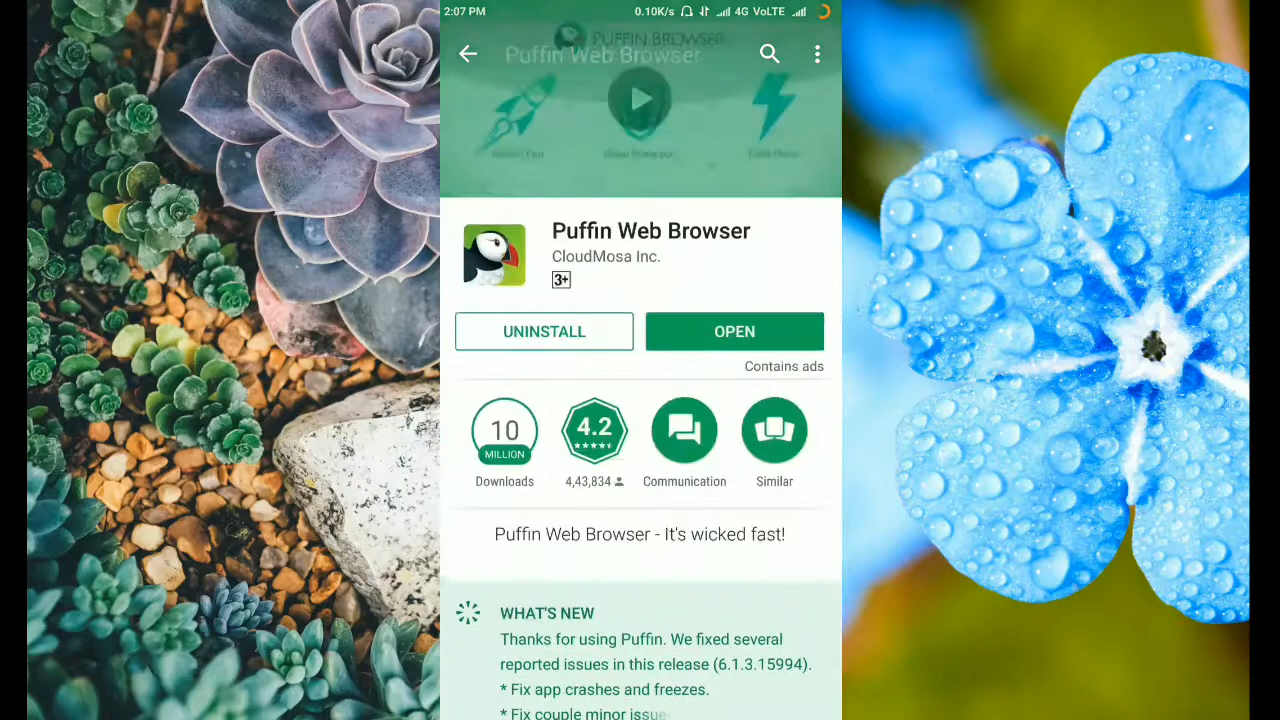 2:07 PM
0.10K/s 4G VoLTE
PUFFIN BROWSER
Puffin Web Browser
Puffin Web Browser
CloudMosa Inc.
3+
UNINSTALL
OPEN
Contains ads
10
MILLION
4.2
Downloads
4,43,834
Communication
Similar
Puffin Web Browser - It's wicked fast!
WHAT'S NEW
Thanks for using Puffin. We fixed several
reported issues in this release (6.1.3.15994).
* Fix app crashes and freezes.
* Fix couple minor issue